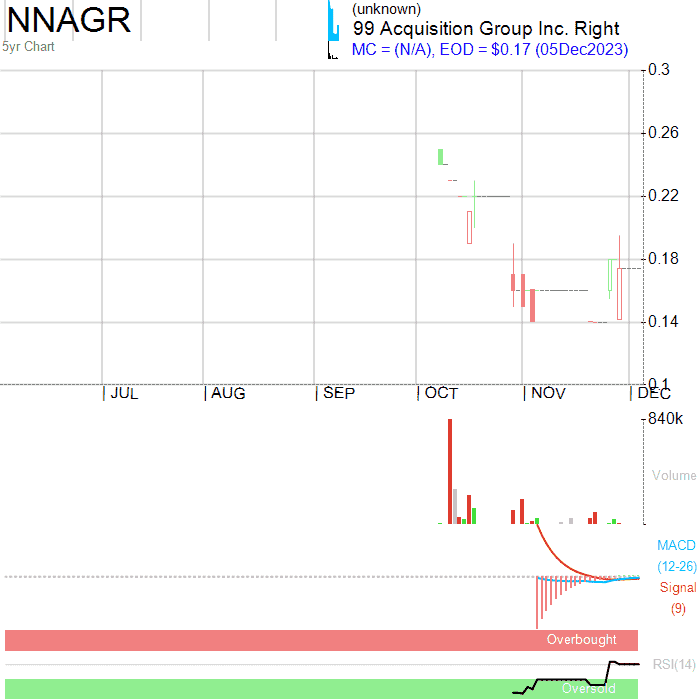 NNAGR
5yr Chart
(unknown)
99 Acquisition Group Inc. Right
MC = (N/A), EOD = $0.17 (05Dec2023)
0.3
0.26
0.22
0.18
0.14
0.1
JUL
AUG
SEP
OCT
NOV
DEC
840k
Volume
MACD
(12-26)
Signal
(9)
Overbought
RSI(14)
Oversold